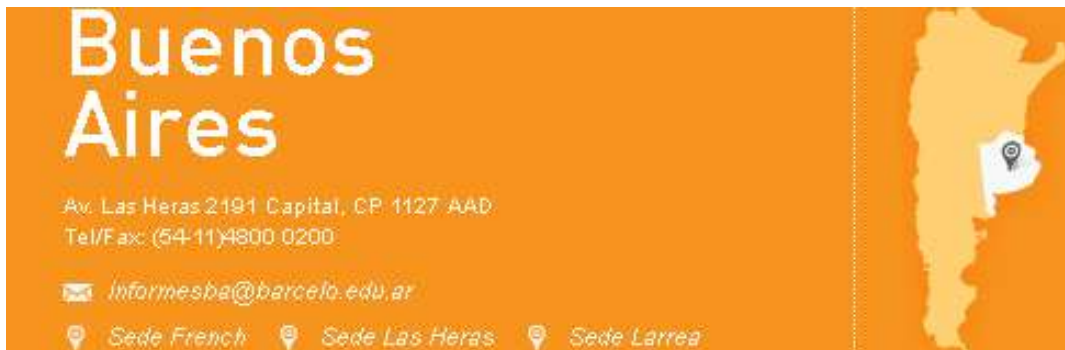 Buenos
Aires
Av. Las Heras 2191 Capital, CP 1127 AAD
Tel/Fax: (54-11)4800 0200
informesba@barcelo.edu.ar
Sede French Sede Las Heras Sede Larrea